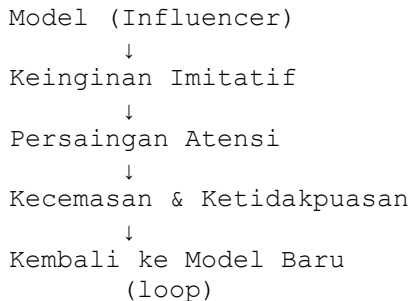 Model (Influencer)
↓
Keinginan Imitatif
↓
Persaingan Atensi
↓
Kecemasan & Ketidakpuasan
↓
Kembali ke Model Baru
(loop)